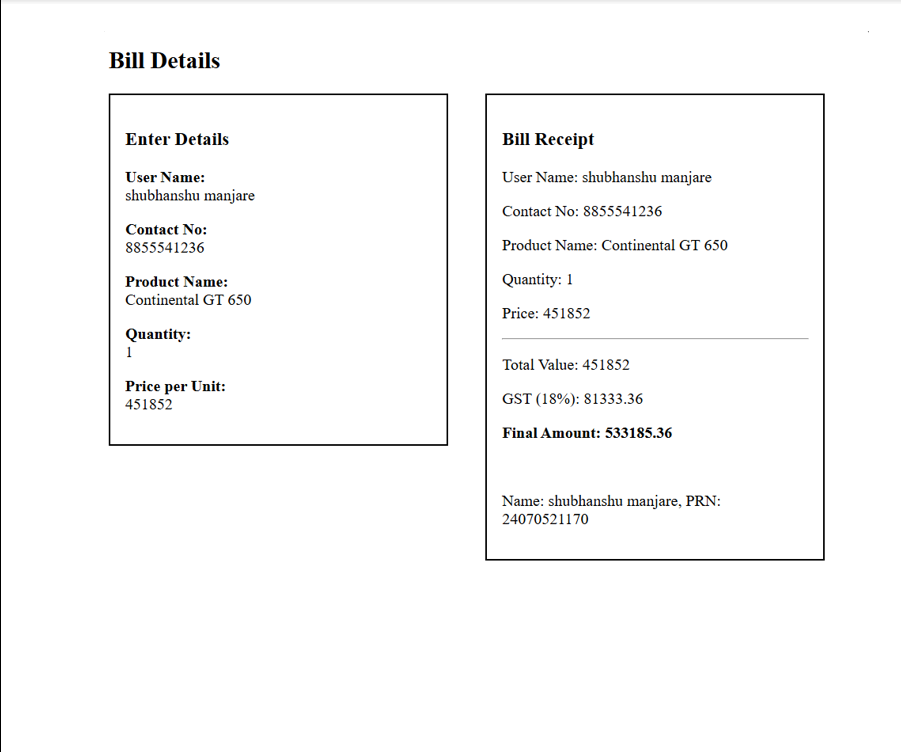 Bill Details
Enter Details
User Name:
shubhanshu manjare
Contact No:
8855541236
Product Name:
Continental GT 650
Quantity:
1
Price per Unit:
451852
Bill Receipt
User Name: shubhanshu manjare
Contact No: 8855541236
Product Name: Continental GT 650
Quantity: 1
Price: 451852
Total Value: 451852
GST (18%): 81333.36
Final Amount: 533185.36
Name: shubhanshu manjare, PRN:
24070521170